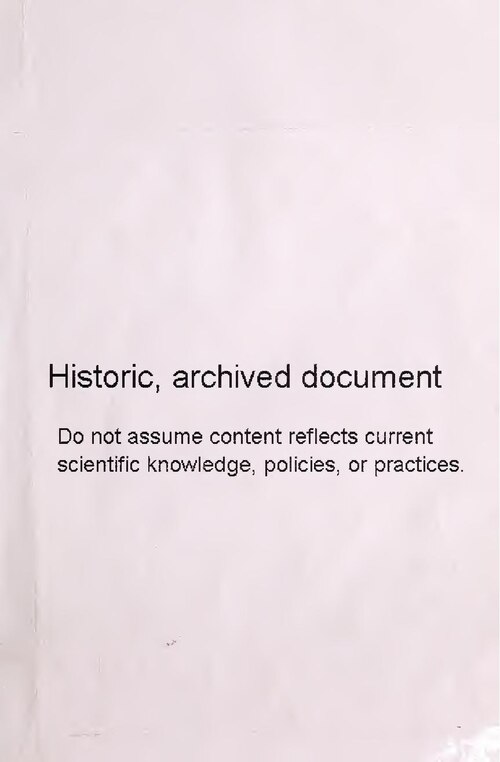 Historic, archived document
Do not assume content reflects current
scientific knowledge, policies, or practices.